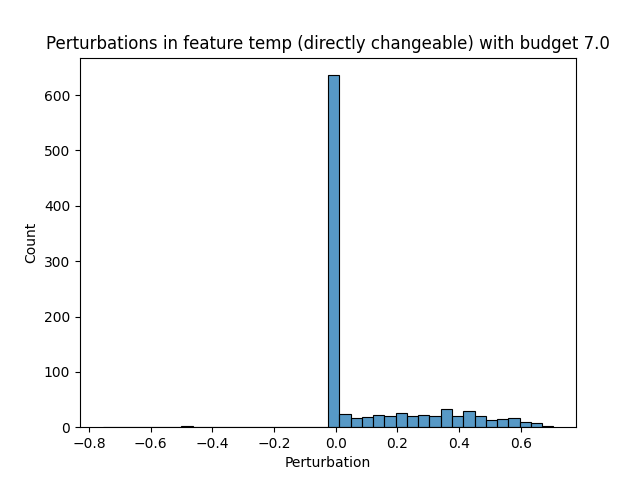 Perturbations in feature temp (directly changeable) with budget 7.0
600
500
400
300
200
100
0
Count
−0.8 −0.6 −0.4 −0.2 0.0 0.2 0.4 0.6
Perturbation